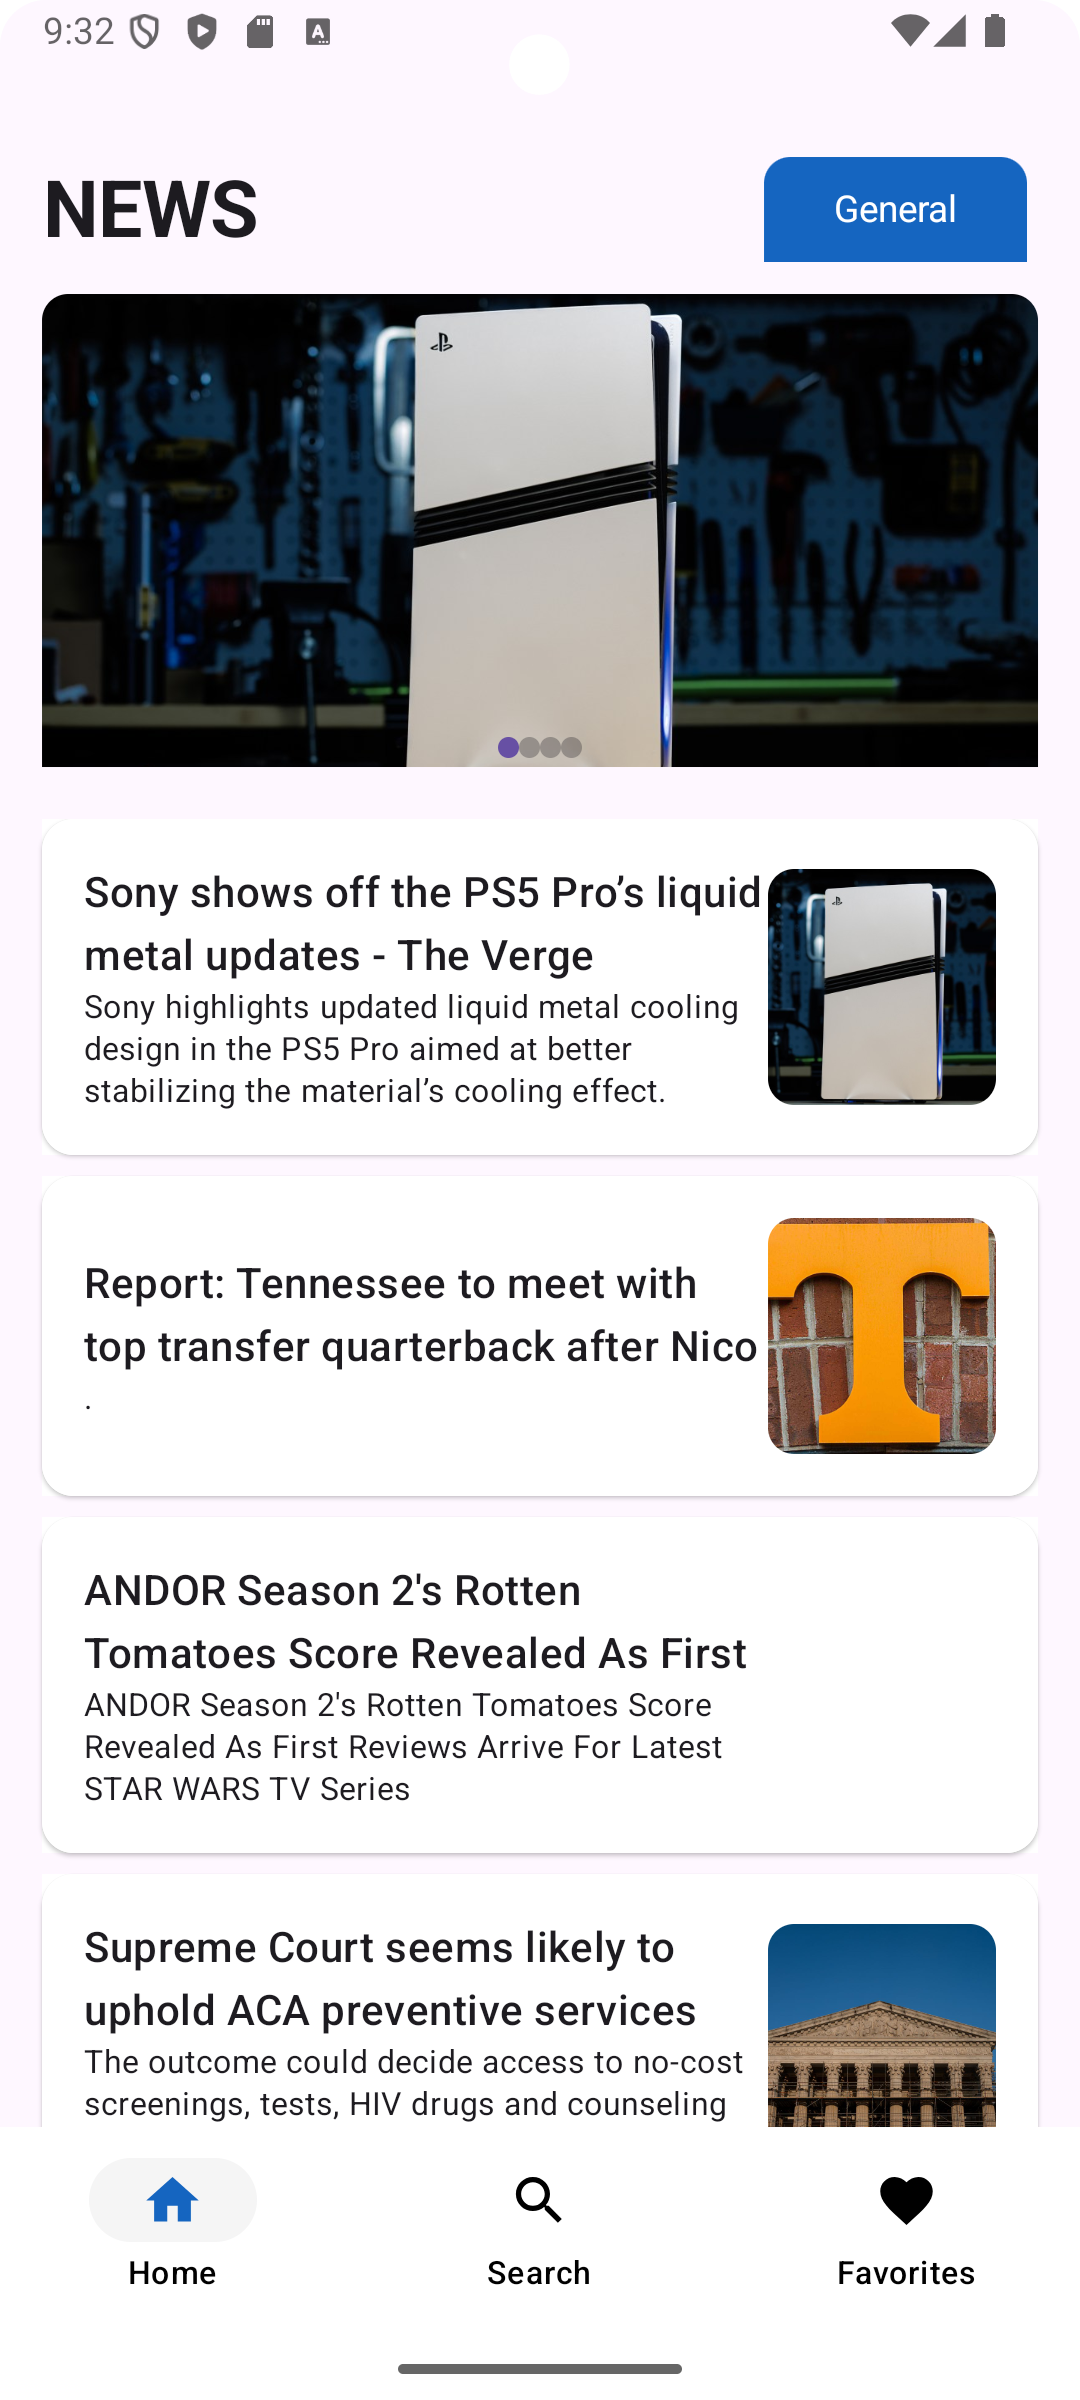 9:32
NEWS
General
Sony shows off the PS5 Pro’s liquid
metal updates - The Verge
Sony highlights updated liquid metal cooling
design in the PS5 Pro aimed at better
stabilizing the material’s cooling effect.
Report: Tennessee to meet with
top transfer quarterback after Nico
.
ANDOR Season 2's Rotten
Tomatoes Score Revealed As First
ANDOR Season 2's Rotten Tomatoes Score
Revealed As First Reviews Arrive For Latest
STAR WARS TV Series
Supreme Court seems likely to
uphold ACA preventive services
The outcome could decide access to no-cost
screenings, tests, HIV drugs and counseling
Home
Search
Favorites